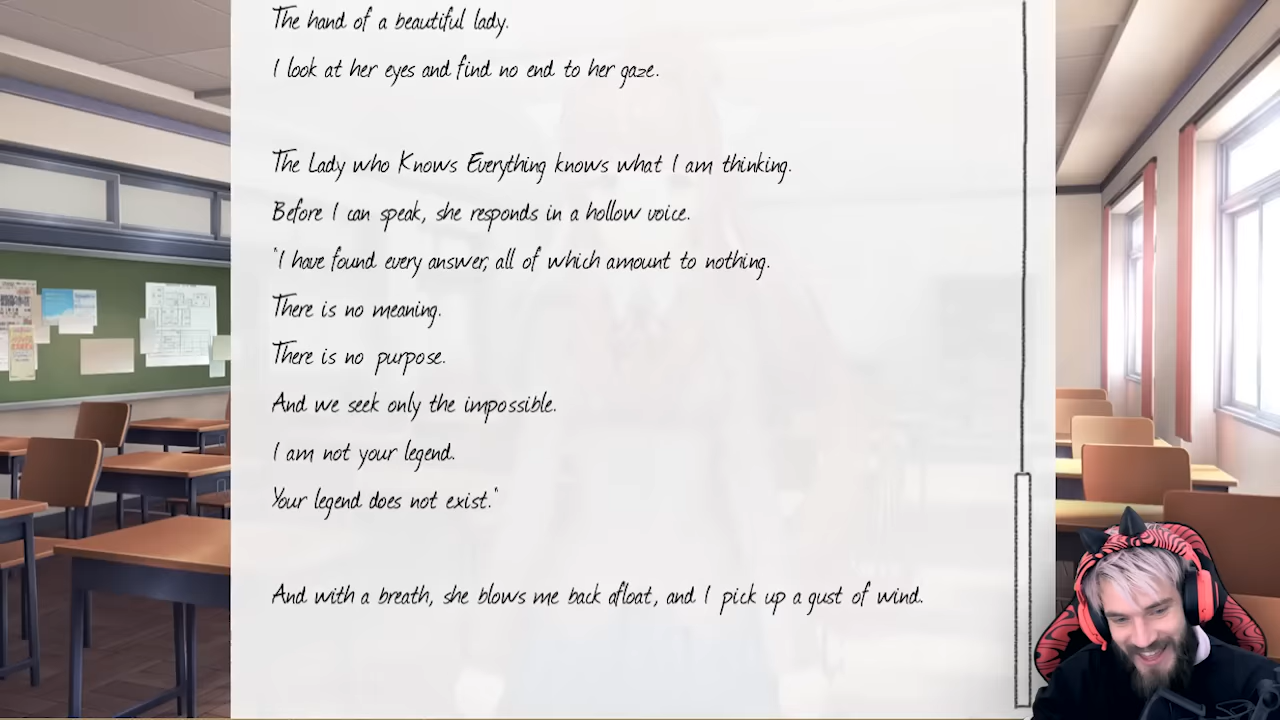 The hand of a beautiful lady.
I look at her eyes and find no end to her gaze.
The Lady who Knows Everything knows what I am thinking.
Before I can speak, she responds in a hollow voice.
"I have found every answer, all of which amount to nothing.
There is no meaning.
There is no purpose.
And we seek only the impossible.
I am not your legend.
Your legend does not exist."
And with a breath, she blows me back afloat, and I pick up a gust of wind.